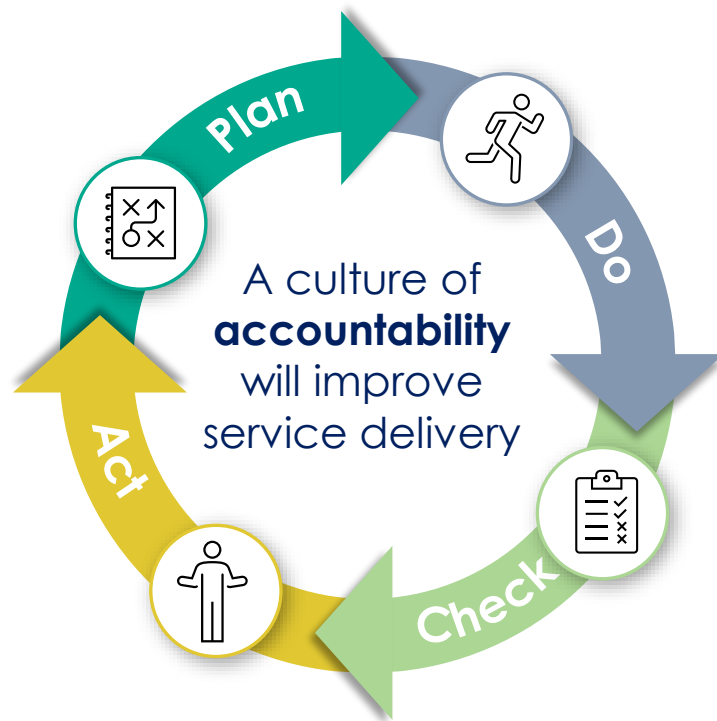 Plan
Do
A culture of
accountability
will improve
service delivery
Act
Check